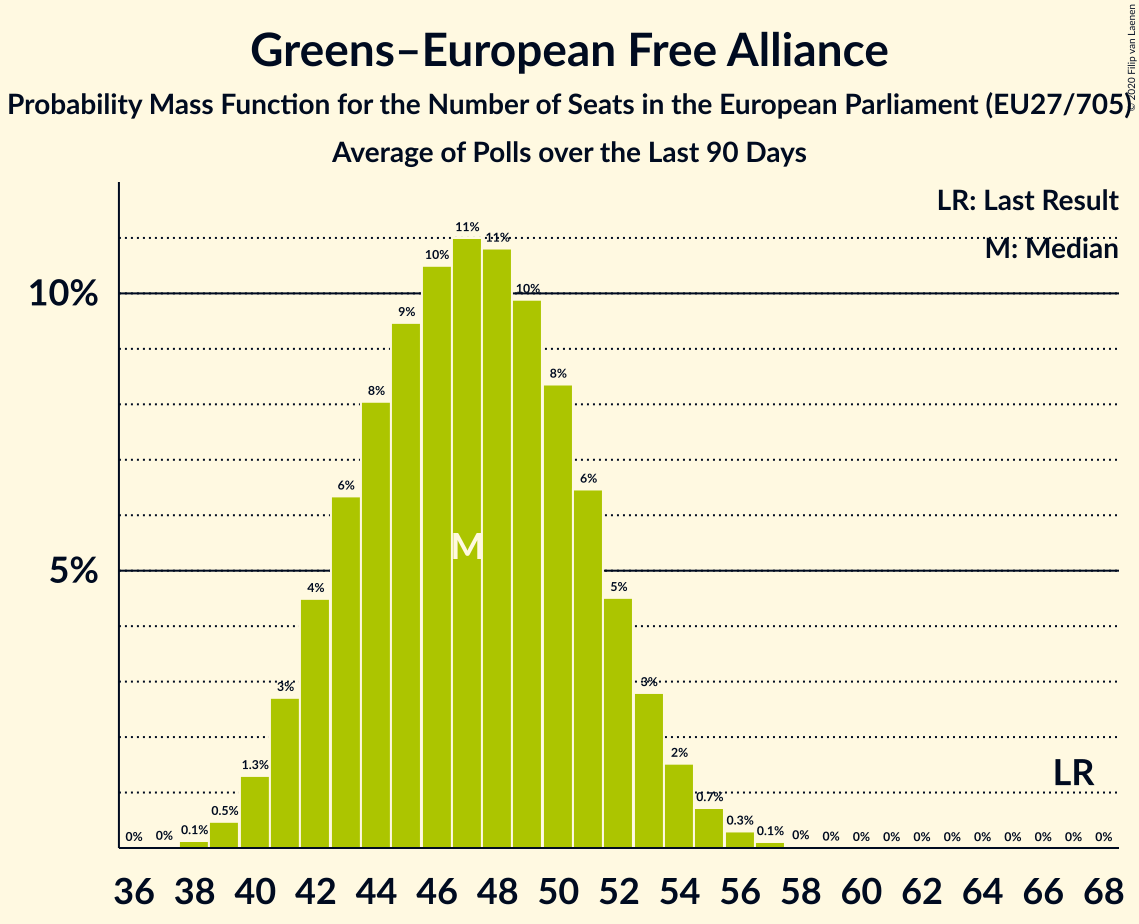 Greens–European Free Alliance
Probability Mass Function for the Number of Seats in the European Parliament (EU27/705)
Average of Polls over the Last 90 Days
© 2020 Filip van Laenen
LR: Last Result
M: Median
10%
5%
0% 0% 0.1% 0.5% 1.3% 3% 4% 6% 8% 9% 10% 11% 11% 10% 8% 6% 5% 3% 2% 0.7% 0.3% 0.1% 0% 0% 0% 0% 0% 0% 0% 0% 0% 0% 0%
M
LR
36 38 40 42 44 46 48 50 52 54 56 58 60 62 64 66 68